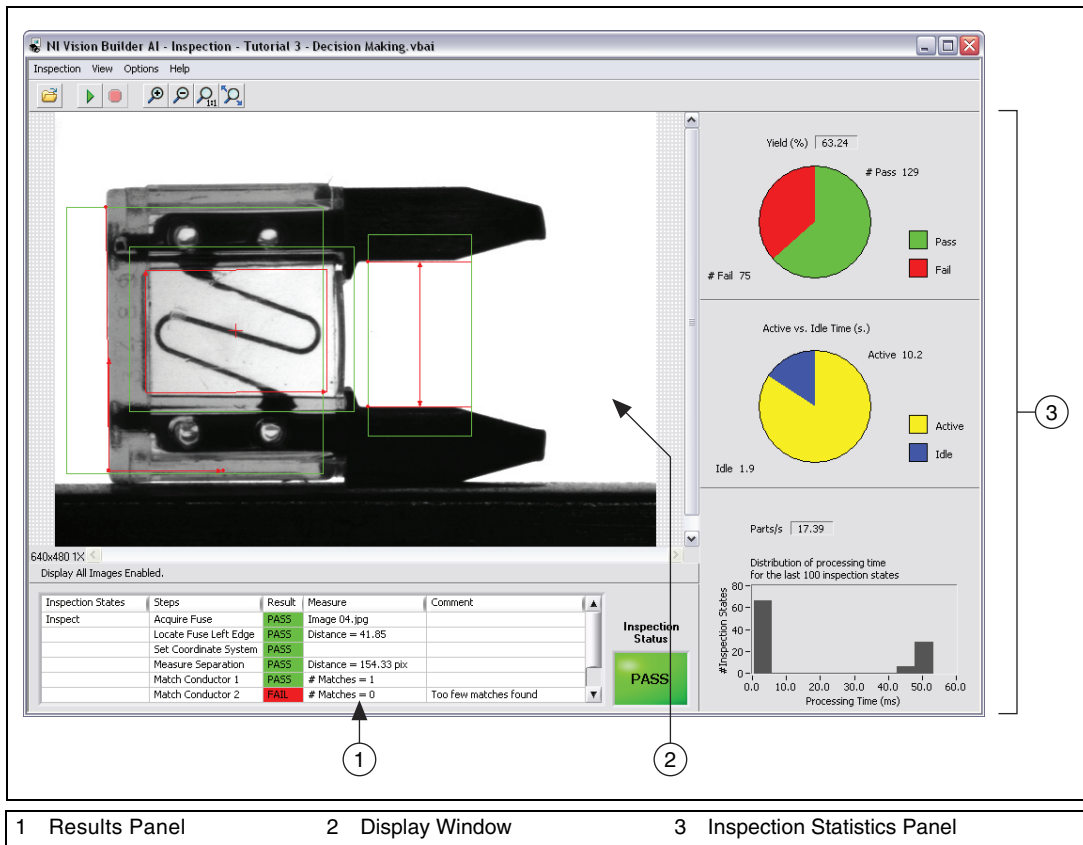 NI Vision Builder AI - Inspection - Tutorial 3 - Decision Making.vbai
Inspection View Options Help
1:1
Yield (%) 63.24
# Pass 129
Pass
Fail
# Fail 75
Active vs. Idle Time (s.)
Active 10.2
Active
Idle
Idle 1.9
Parts/s 17.39
Distribution of processing time
for the last 100 inspection states
#Inspection States
80
60
40
20
0
0.0 10.0 20.0 30.0 40.0 50.0 60.0
Processing Time (ms)
3
640x480 1X
Display All Images Enabled.
Inspection States Steps Result Measure Comment
Inspect Acquire Fuse PASS Image 04.jpg
Locate Fuse Left Edge PASS Distance = 41.85
Set Coordinate System PASS
Measure Separation PASS Distance = 154.33 pix
Match Conductor 1 PASS # Matches = 1
Match Conductor 2 FAIL # Matches = 0 Too few matches found
Inspection
Status
PASS
1
2
1 Results Panel 2 Display Window 3 Inspection Statistics Panel